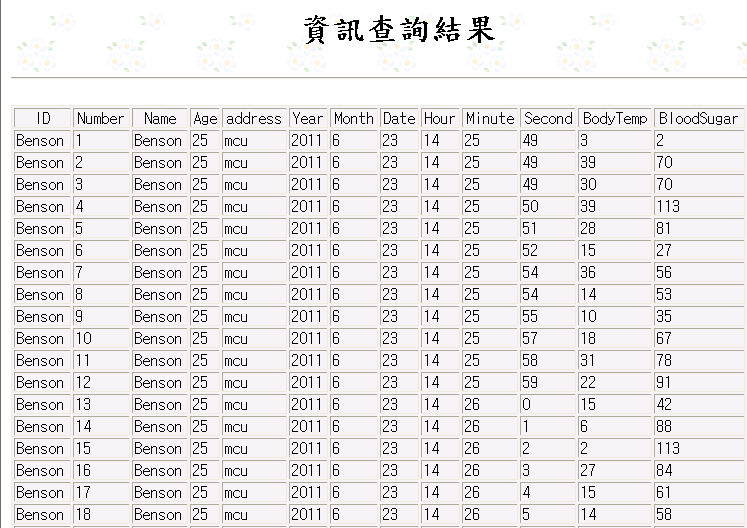 資訊查詢結果
ID Number Name Age address Year Month Date Hour Minute Second BodyTemp BloodSugar
Benson 1 Benson 25 mcu 2011 6 23 14 25 49 3 2
Benson 2 Benson 25 mcu 2011 6 23 14 25 49 39 70
Benson 3 Benson 25 mcu 2011 6 23 14 25 49 30 70
Benson 4 Benson 25 mcu 2011 6 23 14 25 50 39 113
Benson 5 Benson 25 mcu 2011 6 23 14 25 51 28 81
Benson 6 Benson 25 mcu 2011 6 23 14 25 52 15 27
Benson 7 Benson 25 mcu 2011 6 23 14 25 54 36 56
Benson 8 Benson 25 mcu 2011 6 23 14 25 54 14 53
Benson 9 Benson 25 mcu 2011 6 23 14 25 55 10 35
Benson 10 Benson 25 mcu 2011 6 23 14 25 57 18 67
Benson 11 Benson 25 mcu 2011 6 23 14 25 58 31 78
Benson 12 Benson 25 mcu 2011 6 23 14 25 59 22 91
Benson 13 Benson 25 mcu 2011 6 23 14 26 0 15 42
Benson 14 Benson 25 mcu 2011 6 23 14 26 1 6 88
Benson 15 Benson 25 mcu 2011 6 23 14 26 2 2 113
Benson 16 Benson 25 mcu 2011 6 23 14 26 3 27 84
Benson 17 Benson 25 mcu 2011 6 23 14 26 4 15 61
Benson 18 Benson 25 mcu 2011 6 23 14 26 5 14 58